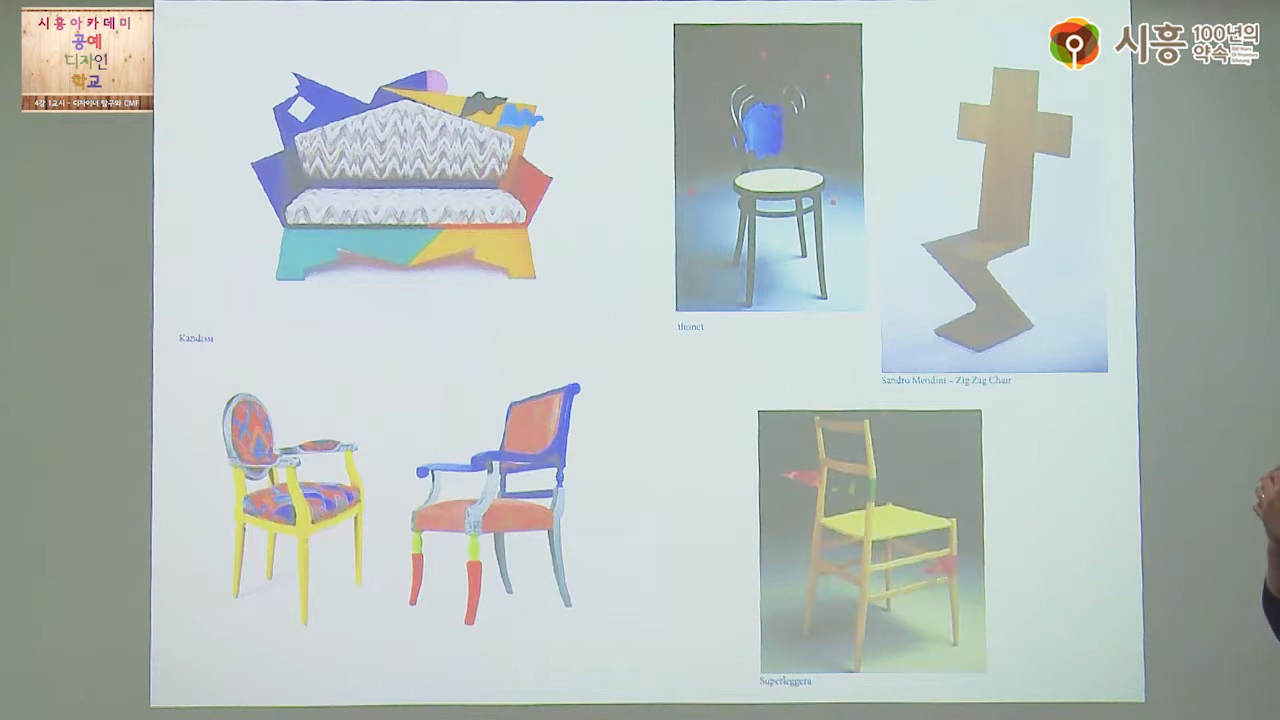 시흥아카데미
공예
디자인
학교
4강 1교시 - 디자이너 탐구와 CMF
시흥 100년의
약속
Kandissi
thonet
Sandro Mendini - Zig Zag Chair
Superleggera